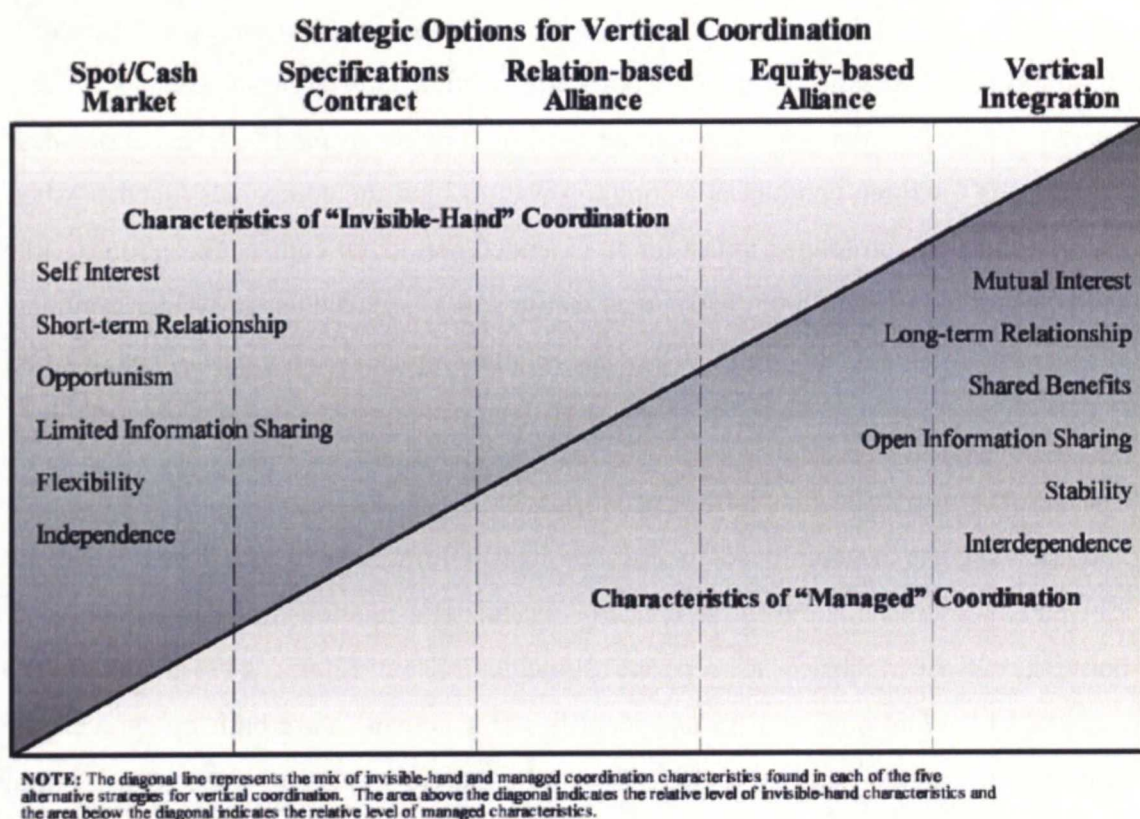 Strategic Options for Vertical Coordination
Spot/Cash Market
Specifications Contract
Relation-based Alliance
Equity-based Alliance
Vertical Integration
Characteristics of “Invisible-Hand” Coordination
Self Interest
Short-term Relationship
Opportunism
Limited Information Sharing
Flexibility
Independence
Mutual Interest
Long-term Relationship
Shared Benefits
Open Information Sharing
Stability
Interdependence
Characteristics of “Managed” Coordination
NOTE: The diagonal line represents the mix of invisible-hand and managed coordination characteristics found in each of the five
alternative strategies for vertical coordination. The area above the diagonal indicates the relative level of invisible-hand characteristics and
the area below the diagonal indicates the relative level of managed characteristics.